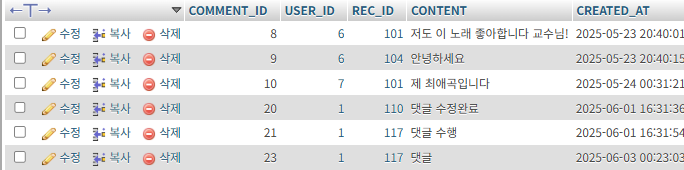 COMMENT_ID USER_ID REC_ID CONTENT CREATED_AT
수정 복사 삭제 8 6 101 저도 이 노래 좋아합니다 교수님! 2025-05-23 20:40:01
수정 복사 삭제 9 6 104 안녕하세요 2025-05-23 20:40:15
수정 복사 삭제 10 7 101 제 최애곡입니다 2025-05-24 00:31:21
수정 복사 삭제 20 1 110 댓글 수정완료 2025-06-01 16:31:36
수정 복사 삭제 21 1 117 댓글 수행 2025-06-01 16:31:54
수정 복사 삭제 23 1 117 댓글 2025-06-03 00:23:03